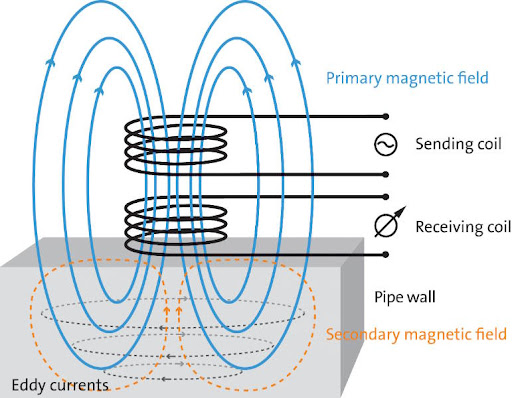 Primary magnetic field
Sending coil
Receiving coil
Pipe wall
Secondary magnetic field
Eddy currents